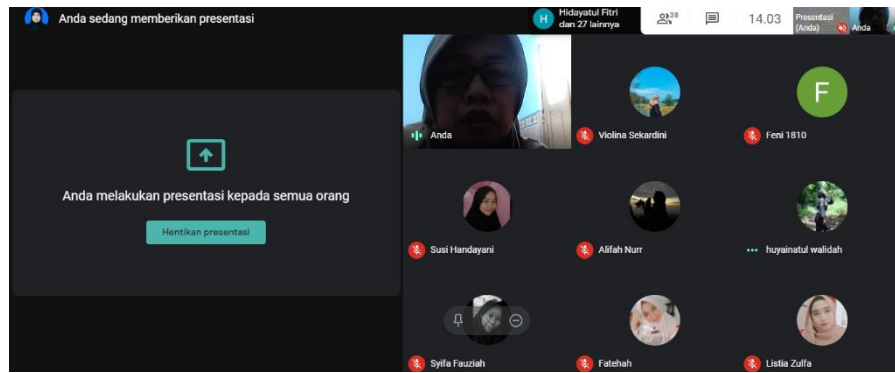 Anda sedang memberikan presentasi
H
Hidayatul Fitri
dan 27 lainnya
38
14.03
Presentasi
(Anda)
Anda
Anda melakukan presentasi kepada semua orang
Hentikan presentasi
Anda
Violina Sekardini
F
Feni 1810
Susi Handayani
Alifah Nurr
huyainatul walidah
Syifa Fauziah
Fatehah
Listia Zulfa